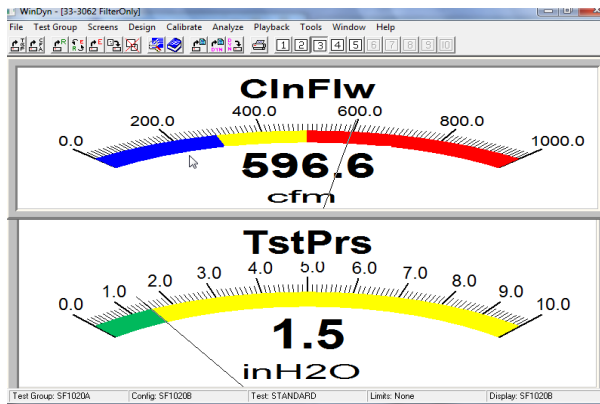 WinDyn - [33-3062 FilterOnly]
File Test Group Screens Design Calibrate Analyze Playback Tools Window Help
1 2 3 4 5 6 7 8 9 10
ClnFlw
0.0 200.0 400.0 600.0 800.0 1000.0
596.6
cfm
TstPrs
0.0 1.0 2.0 3.0 4.0 5.0 6.0 7.0 8.0 9.0 10.0
1.5
inH2O
Test Group: SF1020A Config: SF1020B Test: STANDARD Limits: None Display: SF1020B